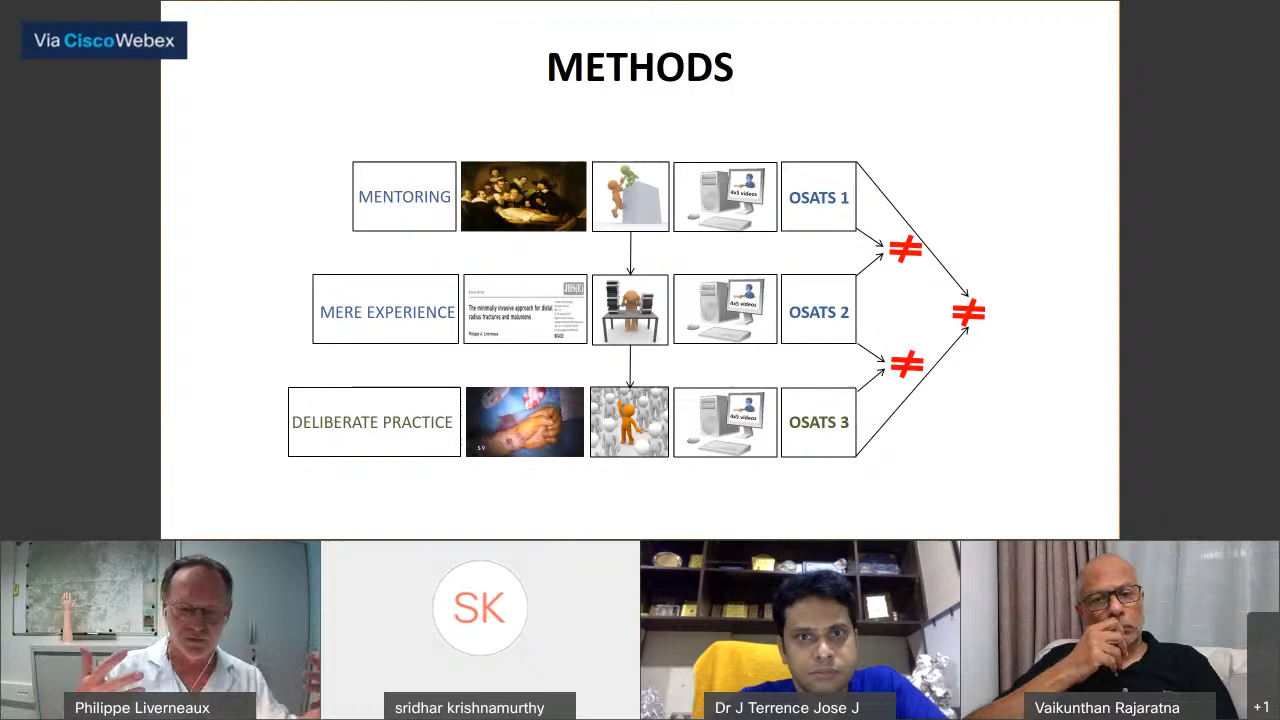 Via CiscoWebex
METHODS
MENTORING
4x5 videos
OSATS 1
MERE EXPERIENCE
JHS(E)
The minimally invasive approach for distal
radius fractures and malunions
Philippe A. Liverneaux
4x5 videos
OSATS 2
DELIBERATE PRACTICE
S 9
4x5 videos
OSATS 3
SK
Philippe Liverneaux
sridhar krishnamurthy
Dr J Terrence Jose J
Vaikunthan Rajaratna
+1